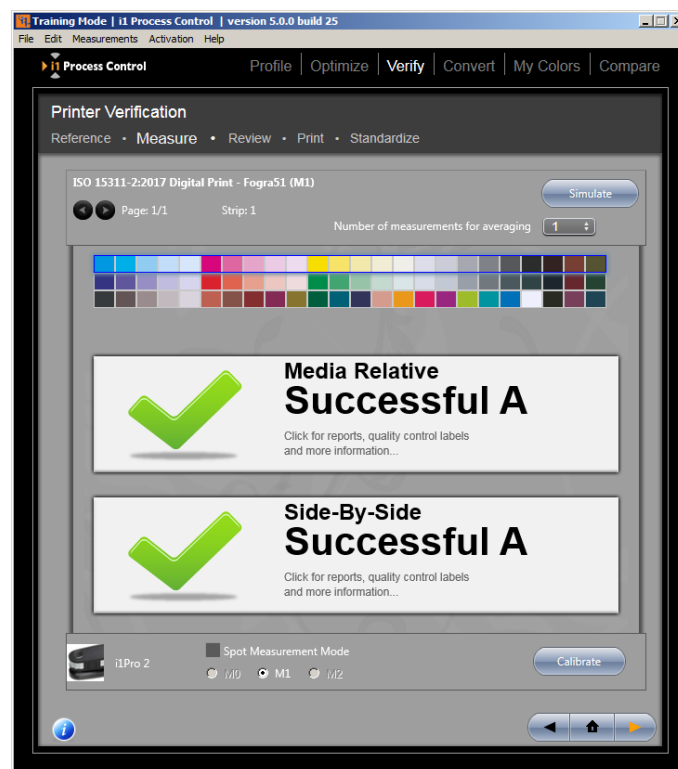 Training Mode | i1 Process Control | version 5.0.0 build 25
File Edit Measurements Activation Help
i1 Process Control
Profile | Optimize | Verify | Convert | My Colors | Compare
Printer Verification
Reference • Measure • Review • Print • Standardize
ISO 15311-2:2017 Digital Print - Fogra51 (M1)
Simulate
Page: 1/1 Strip: 1
Number of measurements for averaging 1
Media Relative
Successful A
Click for reports, quality control labels
and more information...
Side-By-Side
Successful A
Click for reports, quality control labels
and more information...
Spot Measurement Mode
i1Pro 2
M0 M1 M2
Calibrate